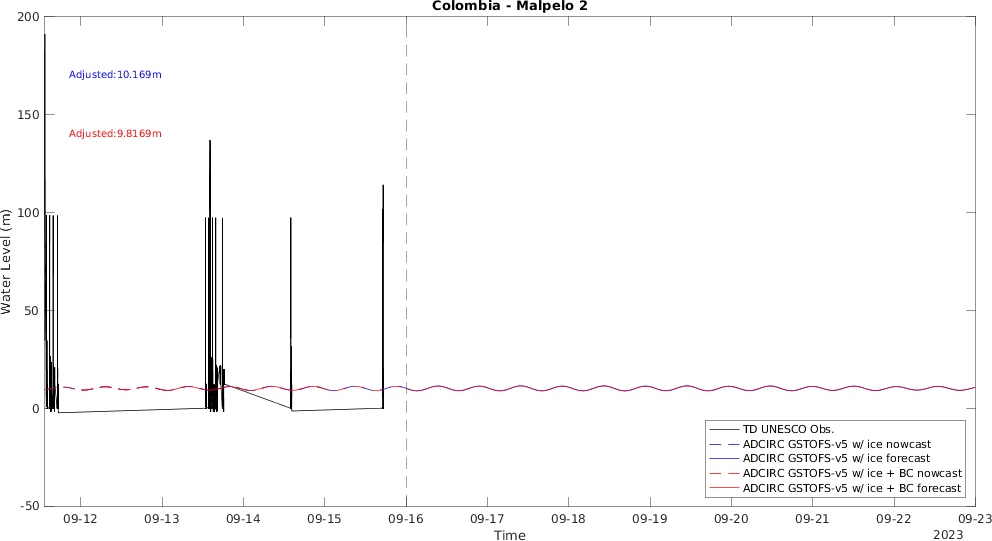 Colombia - Malpelo 2
200
150
100
50
0
-50
Water Level (m)
Adjusted:10.169m
Adjusted:9.8169m
TD UNESCO Obs.
ADCIRC GSTOFS-v5 w/ ice nowcast
ADCIRC GSTOFS-v5 w/ ice forecast
ADCIRC GSTOFS-v5 w/ ice + BC nowcast
ADCIRC GSTOFS-v5 w/ ice + BC forecast
09-12 09-13 09-14 09-15 09-16 09-17 09-18 09-19 09-20 09-21 09-22 09-23
Time
2023